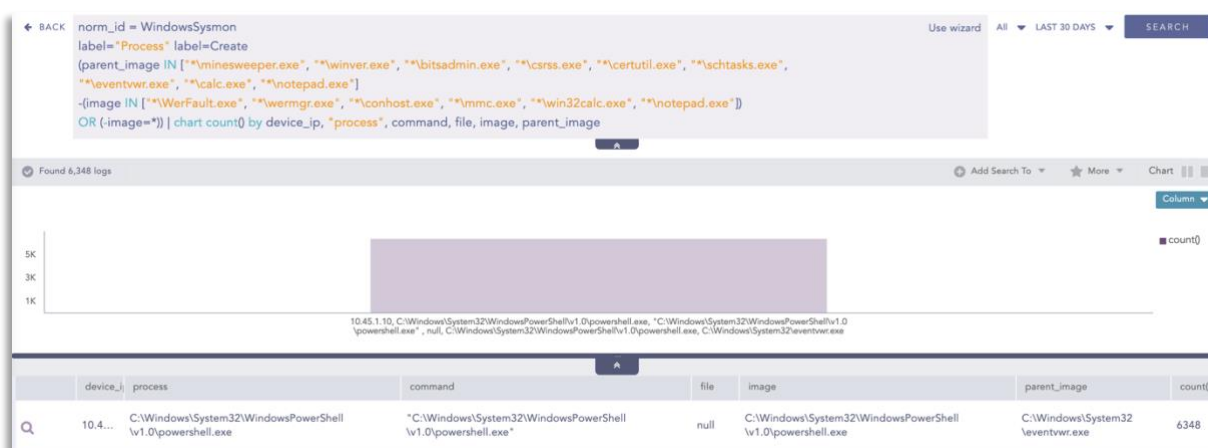 BACK
norm_id = WindowsSysmon
label="Process" label=Create
(parent_image IN ["*\minesweeper.exe", "*\winver.exe", "*\bitsadmin.exe", "*\csrss.exe", "*\certutil.exe", "*\schtasks.exe",
"*\eventvwr.exe", "*\calc.exe", "*\notepad.exe"]
-(image IN ["*\WerFault.exe", "*\wermgr.exe", "*\conhost.exe", "*\mmc.exe", "*\win32calc.exe", "*\notepad.exe"])
OR (-image=*)) | chart count() by device_ip, "process", command, file, image, parent_image
Use wizard All LAST 30 DAYS SEARCH
Found 6,348 logs
Add Search To More Chart
Column
count()
5K
3K
1K
10.45.1.10, C:\Windows\System32\WindowsPowerShell\v1.0\powershell.exe, "C:\Windows\System32\WindowsPowerShell\v1.0
\powershell.exe" , null, C:\Windows\System32\WindowsPowerShell\v1.0\powershell.exe, C:\Windows\System32\eventvwr.exe
device_i process command file image parent_image count(
10.4... C:\Windows\System32\WindowsPowerShell "C:\Windows\System32\WindowsPowerShell null C:\Windows\System32\WindowsPowerShell C:\Windows\System32 6348
\v1.0\powershell.exe \v1.0\powershell.exe" \v1.0\powershell.exe \eventvwr.exe